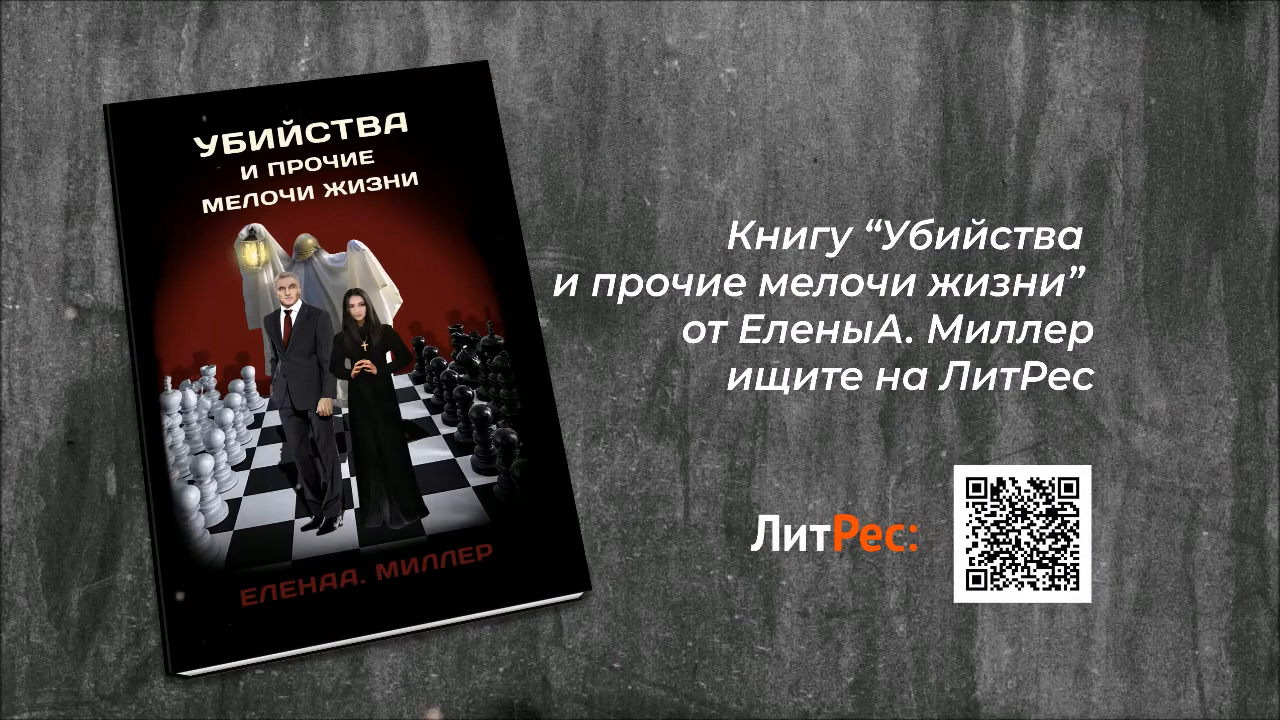 УБИЙСТВА
И ПРОЧИЕ
МЕЛОЧИ ЖИЗНИ
ЕЛЕНАА. МИЛЛЕР
Книгу “Убийства
и прочие мелочи жизни”
от ЕленыА. Миллер
ищите на ЛитРес
ЛитРес: